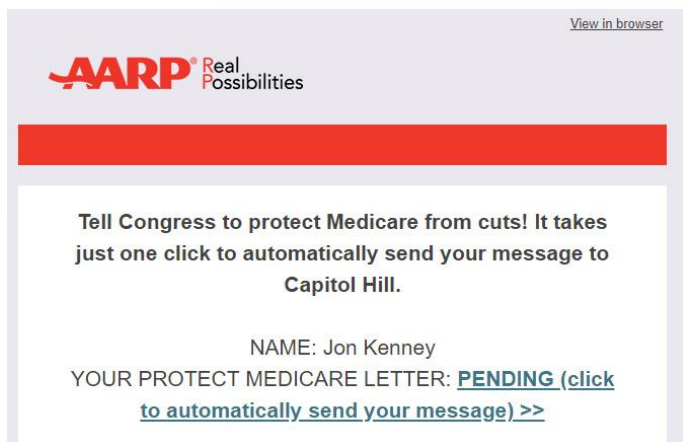 View in browser
AARP® Real
Possibilities
Tell Congress to protect Medicare from cuts! It takes
just one click to automatically send your message to
Capitol Hill.
NAME: Jon Kenney
YOUR PROTECT MEDICARE LETTER: PENDING (click
to automatically send your message) >>